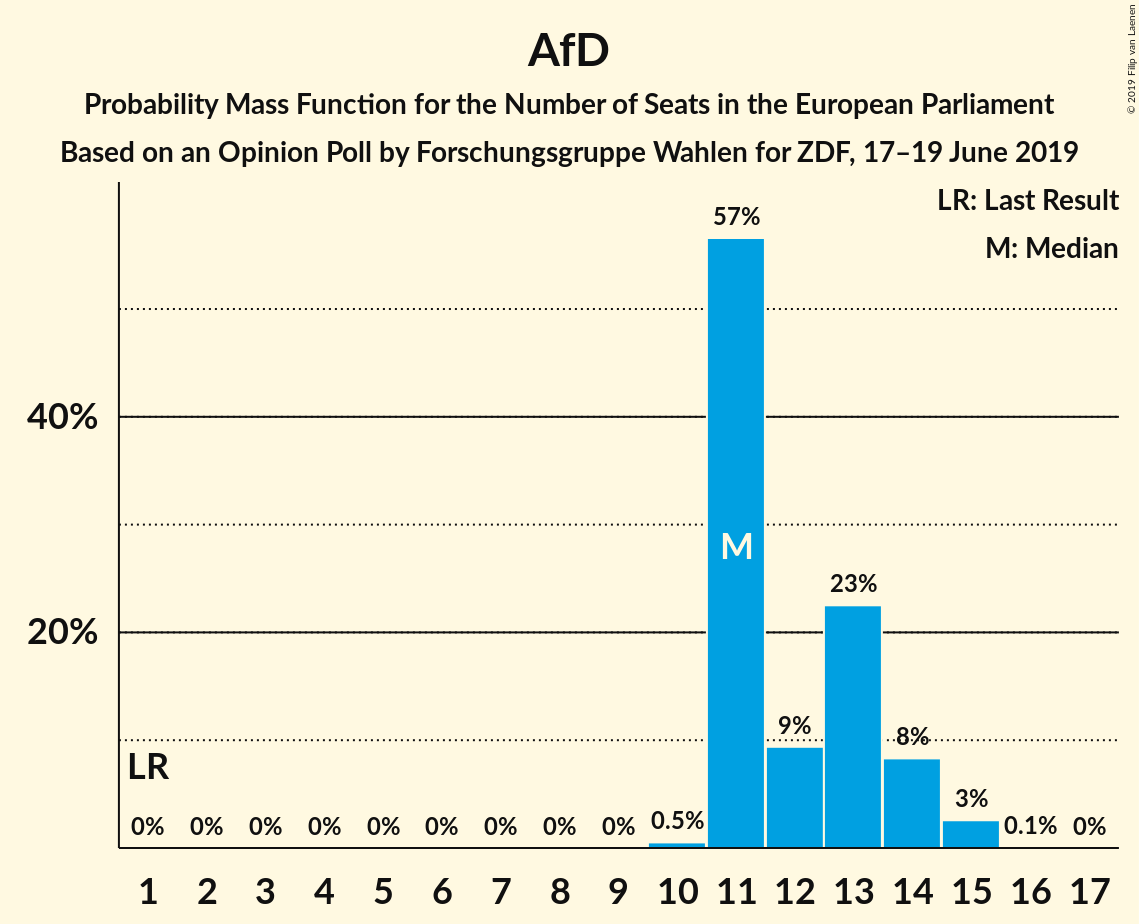 AfD
Probability Mass Function for the Number of Seats in the European Parliament
Based on an Opinion Poll by Forschungsgruppe Wahlen for ZDF, 17–19 June 2019
© 2019 Filip van Laenen
LR: Last Result
M: Median
57%
40%
M
23%
20%
9%
8%
LR
3%
0% 0% 0% 0% 0% 0% 0% 0% 0% 0.5% 0.1% 0%
1 2 3 4 5 6 7 8 9 10 11 12 13 14 15 16 17